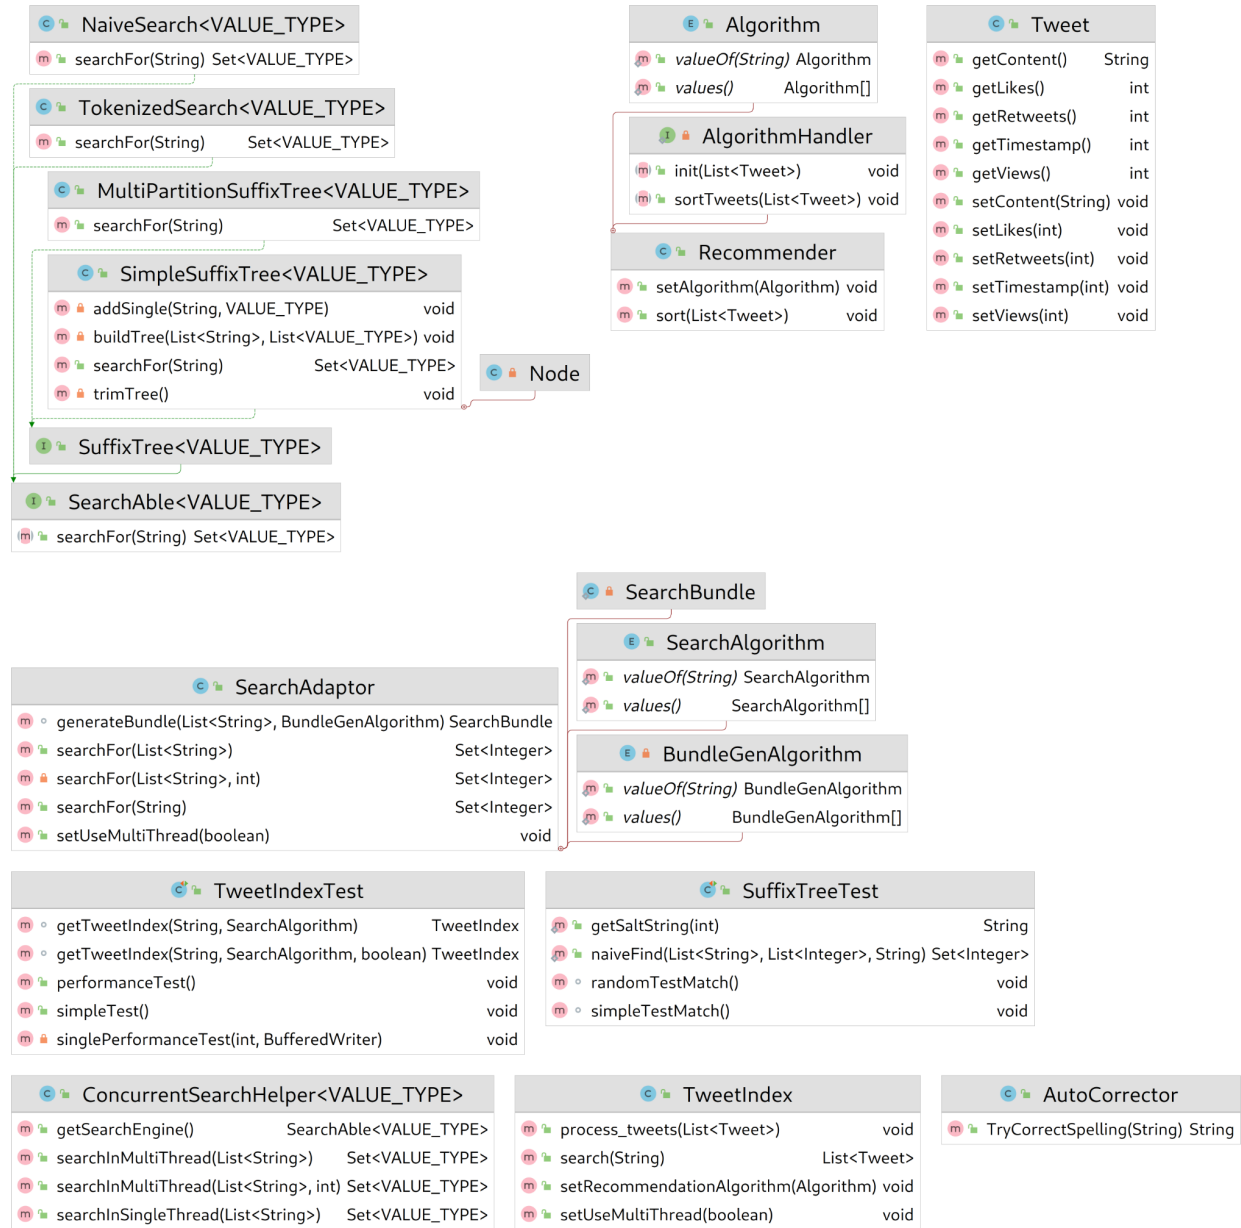 NaiveSearch<VALUE_TYPE>
searchFor(String) Set<VALUE_TYPE>
TokenizedSearch<VALUE_TYPE>
searchFor(String) Set<VALUE_TYPE>
MultiPartitionSuffixTree<VALUE_TYPE>
searchFor(String) Set<VALUE_TYPE>
SimpleSuffixTree<VALUE_TYPE>
addSingle(String, VALUE_TYPE) void
buildTree(List<String>, List<VALUE_TYPE>) void
searchFor(String) Set<VALUE_TYPE>
trimTree() void
Node
SuffixTree<VALUE_TYPE>
SearchAble<VALUE_TYPE>
searchFor(String) Set<VALUE_TYPE>
Algorithm
valueOf(String) Algorithm
values() Algorithm[]
AlgorithmHandler
init(List<Tweet>) void
sortTweets(List<Tweet>) void
Recommender
setAlgorithm(Algorithm) void
sort(List<Tweet>) void
Tweet
getContent() String
getLikes() int
getRetweets() int
getTimestamp() int
getViews() int
setContent(String) void
setLikes(int) void
setRetweets(int) void
setTimestamp(int) void
setViews(int) void
SearchBundle
SearchAlgorithm
valueOf(String) SearchAlgorithm
values() SearchAlgorithm[]
BundleGenAlgorithm
valueOf(String) BundleGenAlgorithm
values() BundleGenAlgorithm[]
SearchAdaptor
generateBundle(List<String>, BundleGenAlgorithm) SearchBundle
searchFor(List<String>) Set<Integer>
searchFor(List<String>, int) Set<Integer>
searchFor(String) Set<Integer>
setUseMultiThread(boolean) void
TweetIndexTest
getTweetIndex(String, SearchAlgorithm) TweetIndex
getTweetIndex(String, SearchAlgorithm, boolean) TweetIndex
performanceTest() void
simpleTest() void
singlePerformanceTest(int, BufferedWriter) void
SuffixTreeTest
getSaltString(int) String
naiveFind(List<String>, List<Integer>, String) Set<Integer>
randomTestMatch() void
simpleTestMatch() void
ConcurrentSearchHelper<VALUE_TYPE>
getSearchEngine() SearchAble<VALUE_TYPE>
searchInMultiThread(List<String>) Set<VALUE_TYPE>
searchInMultiThread(List<String>, int) Set<VALUE_TYPE>
searchInSingleThread(List<String>) Set<VALUE_TYPE>
TweetIndex
process_tweets(List<Tweet>) void
search(String) List<Tweet>
setRecommendationAlgorithm(Algorithm) void
setUseMultiThread(boolean) void
AutoCorrector
TryCorrectSpelling(String) String